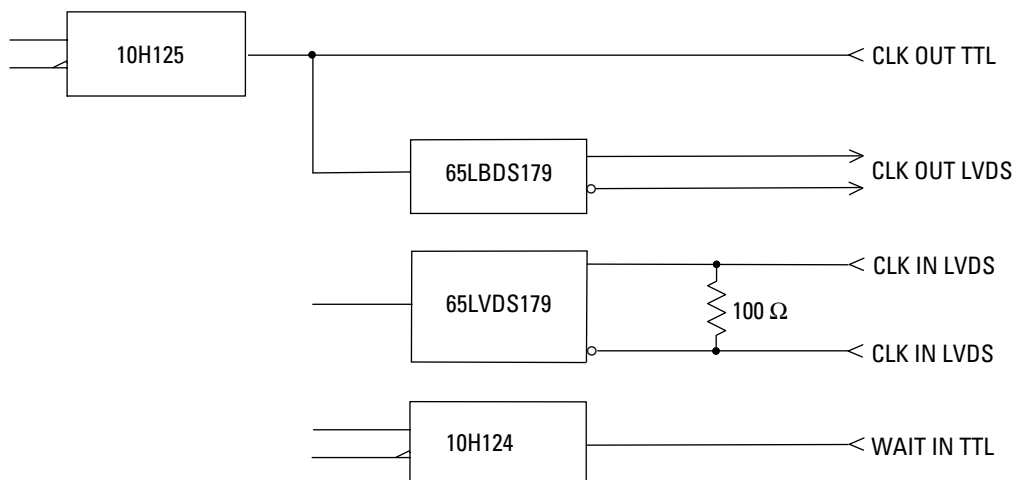 10H125
CLK OUT TTL
65LBDS179
CLK OUT LVDS
65LVDS179
CLK IN LVDS
100 Ω
CLK IN LVDS
10H124
WAIT IN TTL